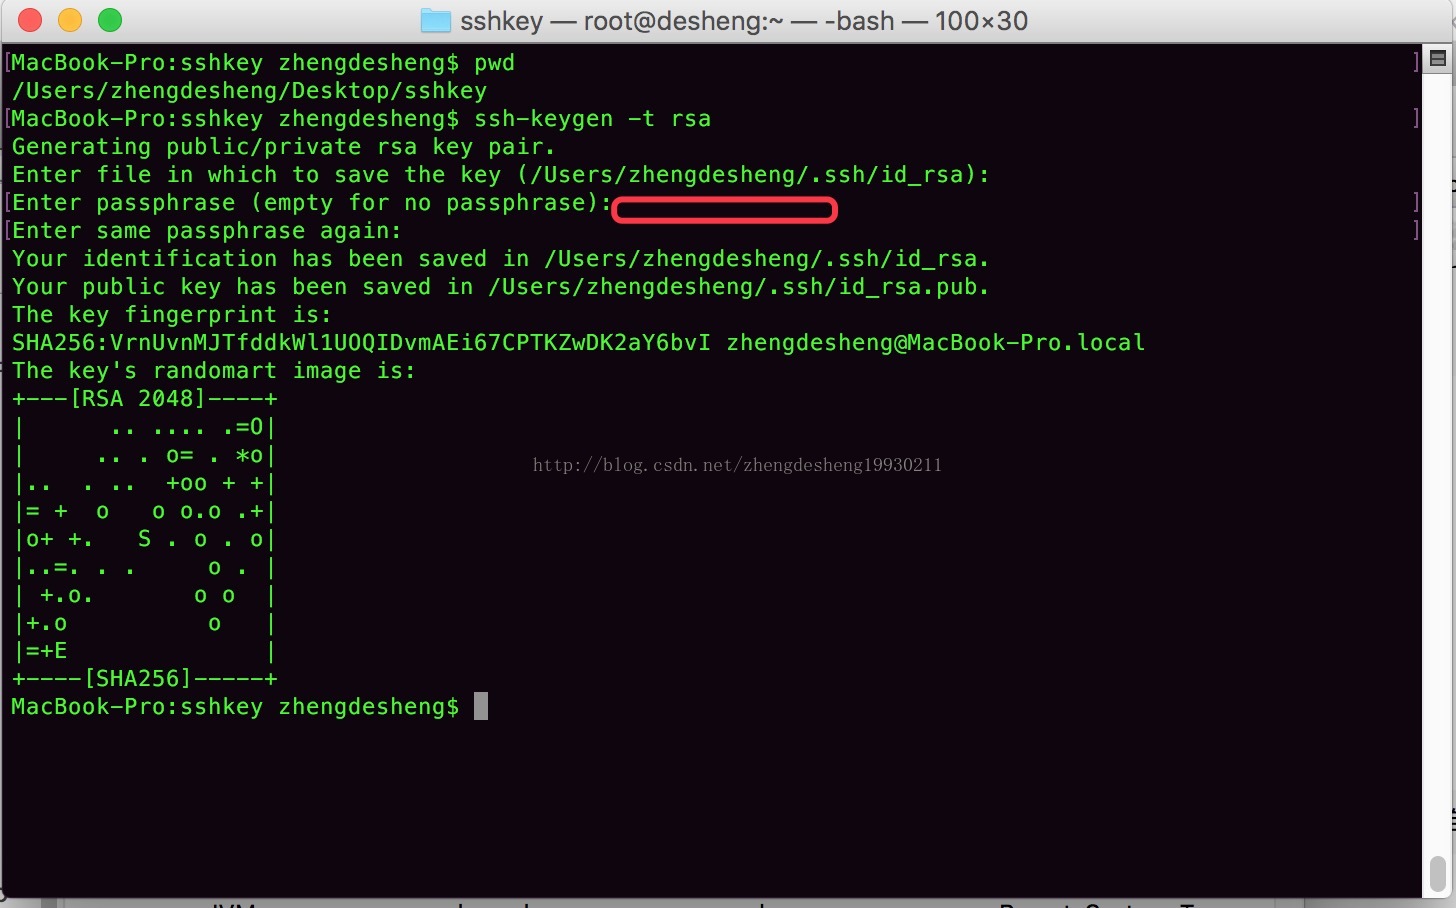 sshkey — root@desheng:~ — -bash — 100×30
[MacBook-Pro:sshkey zhengdesheng$ pwd ]
/Users/zhengdesheng/Desktop/sshkey
[MacBook-Pro:sshkey zhengdesheng$ ssh-keygen -t rsa ]
Generating public/private rsa key pair.
Enter file in which to save the key (/Users/zhengdesheng/.ssh/id_rsa):
[Enter passphrase (empty for no passphrase): ]
[Enter same passphrase again: ]
Your identification has been saved in /Users/zhengdesheng/.ssh/id_rsa.
Your public key has been saved in /Users/zhengdesheng/.ssh/id_rsa.pub.
The key fingerprint is:
SHA256:VrnUvnMJTfddkWl1UOQIDvmAEi67CPTKZwDK2aY6bvI zhengdesheng@MacBook-Pro.local
The key's randomart image is:
+---[RSA 2048]----+
|      .. .... .=O|
|     .. . o= . *o|
|..  . ..  +oo + +|
|= +  o   o o.o .+|
|o+ +.   S . o . o|
|..=. . .     o . |
| +.o.       o o  |
|+.o          o   |
|=+E              |
+----[SHA256]-----+
http://blog.csdn.net/zhengdesheng19930211
MacBook-Pro:sshkey zhengdesheng$